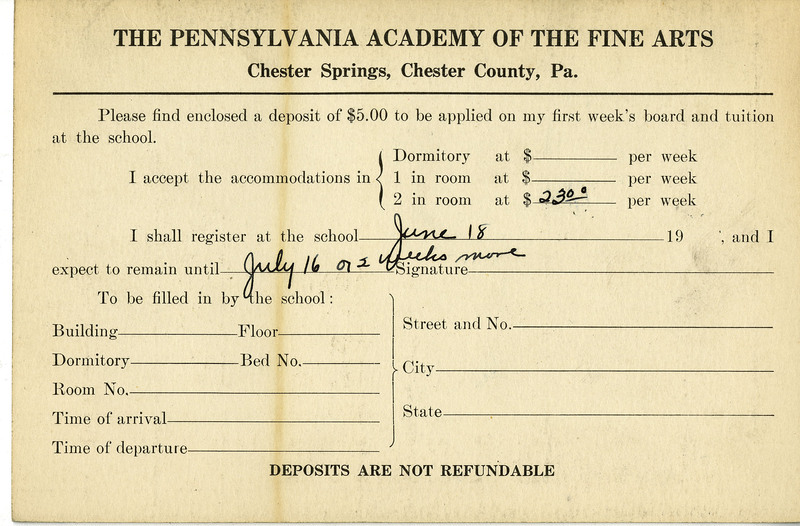 THE PENNSYLVANIA ACADEMY OF THE FINE ARTS
Chester Springs, Chester County, Pa.
Please find enclosed a deposit of $5.00 to be applied on my first week's board and tuition
at the school.
I accept the accommodations in { Dormitory at $ per week
1 in room at $ per week
2 in room at $ 23 00 per week
I shall register at the school June 18 19 , and I
expect to remain until July 16 or 2 weeks more Signature
To be filled in by the school:
Building Floor
Dormitory Bed No.
Room No.
Time of arrival
Time of departure
Street and No.
City
State
DEPOSITS ARE NOT REFUNDABLE